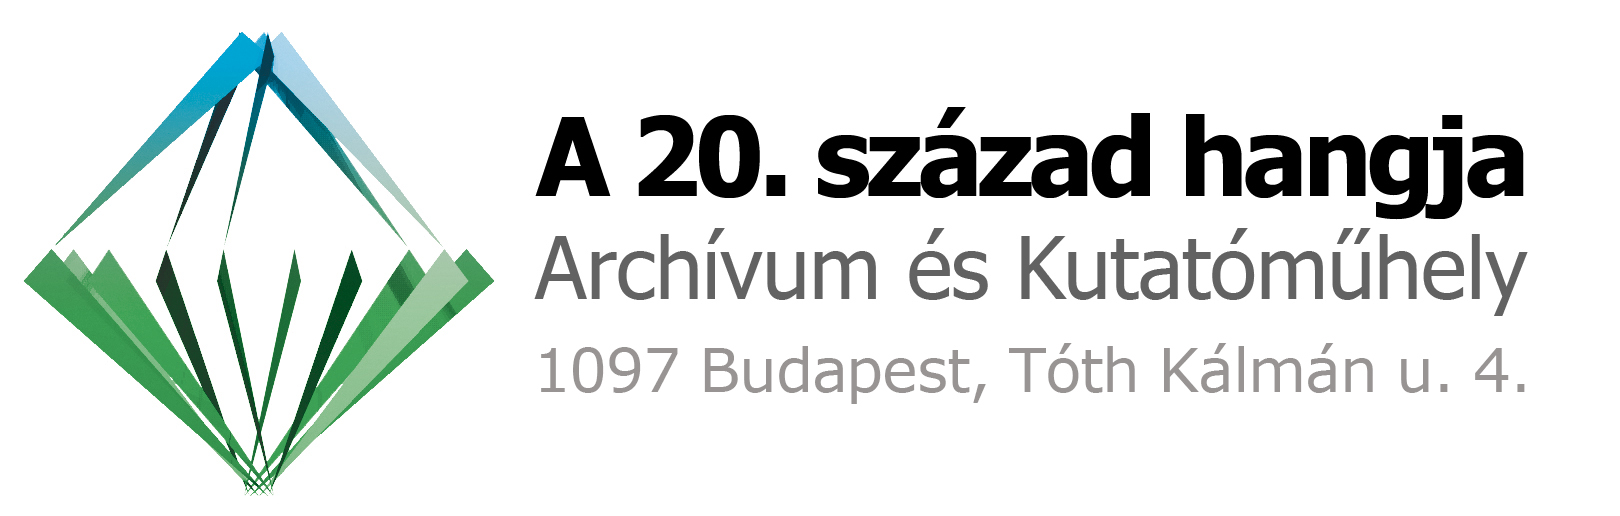 A 20. század hangja
Archívum és Kutatóműhely
1097 Budapest, Tóth Kálmán u. 4.